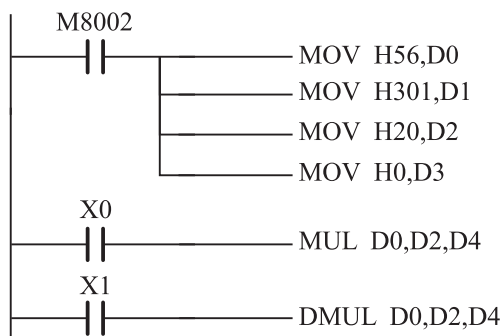 M8002
MOV H56,D0
MOV H301,D1
MOV H20,D2
MOV H0,D3
X0
MUL D0,D2,D4
X1
DMUL D0,D2,D4